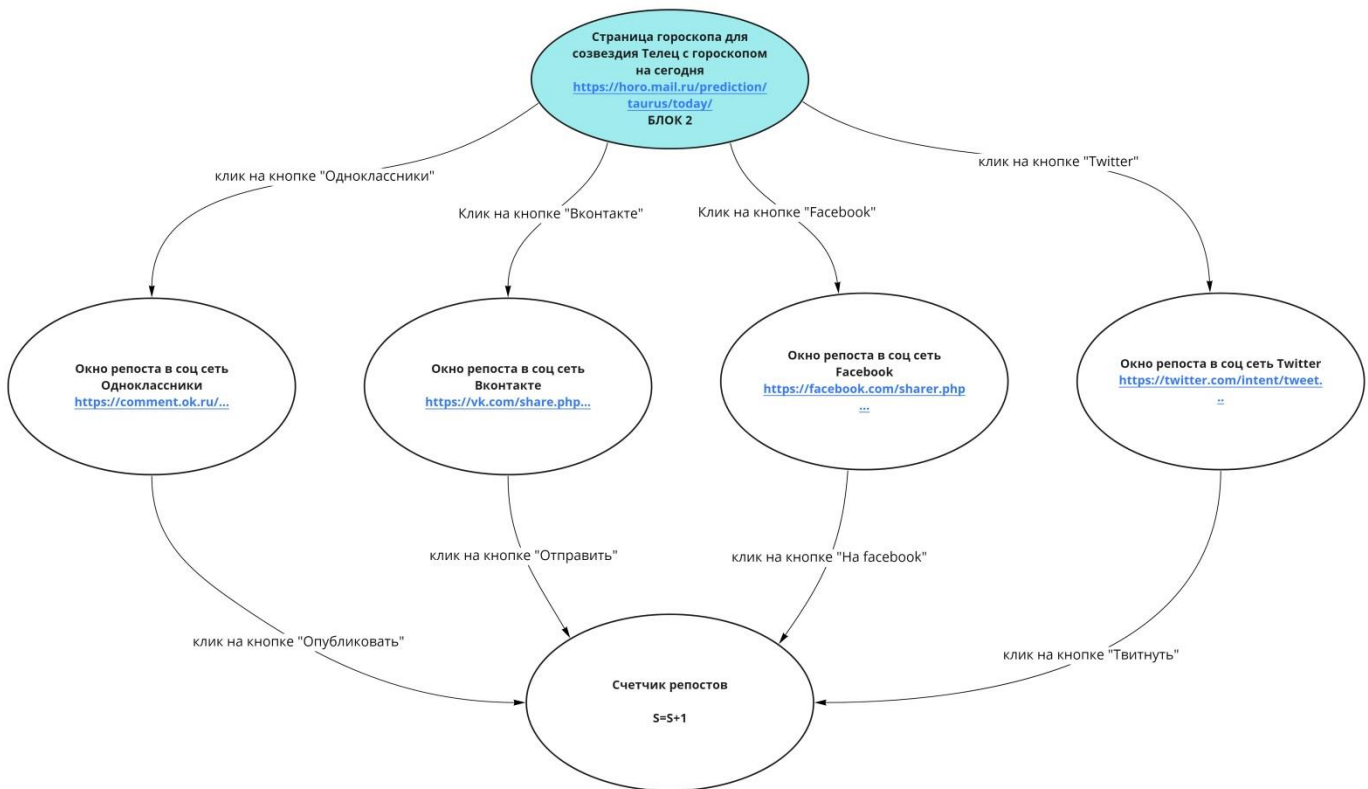 Страница гороскопа для
созвездия Телец с гороскопом
на сегодня
https://horo.mail.ru/prediction/
taurus/today/
БЛОК 2
клик на кнопке "Одноклассники"
Клик на кнопке "Вконтакте"
Клик на кнопке "Facebook"
клик на кнопке "Twitter"
Окно репоста в соц сеть
Одноклассники
https://comment.ok.ru/...
Окно репоста в соц сеть
Вконтакте
https://vk.com/share.php...
Окно репоста в соц сеть
Facebook
https://facebook.com/sharer.php
...
Окно репоста в соц сеть Twitter
https://twitter.com/intent/tweet.
..
клик на кнопке "Опубликовать"
клик на кнопке "Отправить"
клик на кнопке "На facebook"
клик на кнопке "Твитнуть"
Счетчик репостов
S=S+1